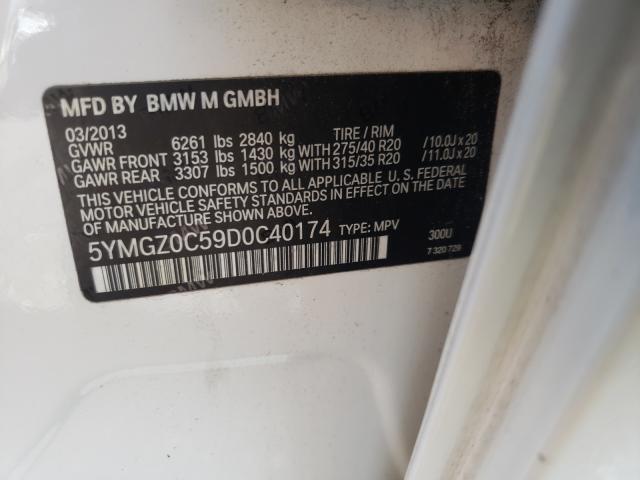 MFD BY BMW M GMBH
03/2013 TIRE / RIM
GVWR 6261 lbs 2840 kg
GAWR FRONT 3153 lbs 1430 kg WITH 275/40 R20 /10.0J x 20
GAWR REAR 3307 lbs 1500 kg WITH 315/35 R20 /11.0J x 20
THIS VEHICLE CONFORMS TO ALL APPLICABLE U. S. FEDERAL
MOTOR VEHICLE SAFETY STANDARDS IN EFFECT ON THE DATE
OF MANUFACTURE SHOWN ABOVE
5YMGZ0C59D0C40174 TYPE: MPV 300U
7 320 729